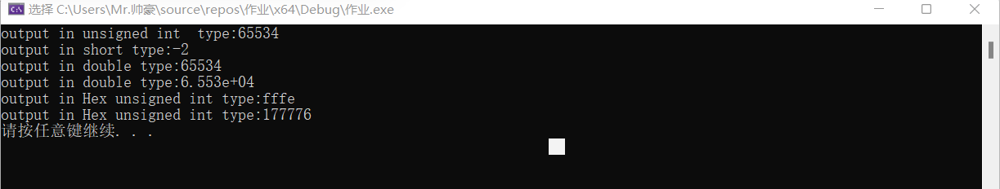 选择 C:\Users\Mr.帅豪\source\repos\作业\x64\Debug\作业.exe
output in unsigned int  type:65534
output in short type:-2
output in double type:65534
output in double type:6.553e+04
output in Hex unsigned int type:fffe
output in Hex unsigned int type:177776
请按任意键继续. . .